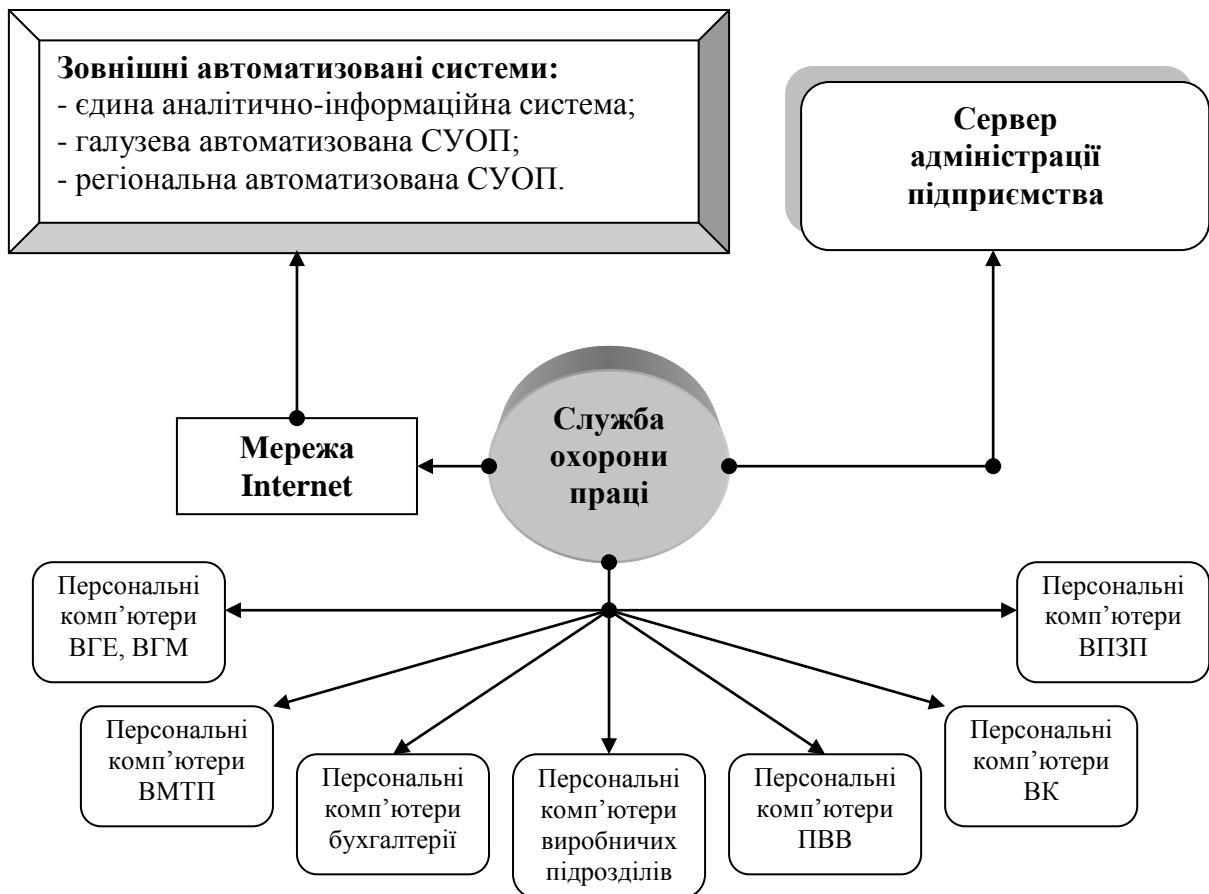 Зовнішні автоматизовані системи:
- єдина аналітично-інформаційна система;
- галузева автоматизована СУОП;
- регіональна автоматизована СУОП.
Сервер
адміністрації
підприємства
Служба
охорони
праці
Мережа
Internet
Персональні
комп’ютери
ВГЕ, ВГМ
Персональні
комп’ютери
ВПЗП
Персональні
комп’ютери
ВМТП
Персональні
комп’ютери
бухгалтерії
Персональні
комп’ютери
виробничих
підрозділів
Персональні
комп’ютери
ПВВ
Персональні
комп’ютери
ВК